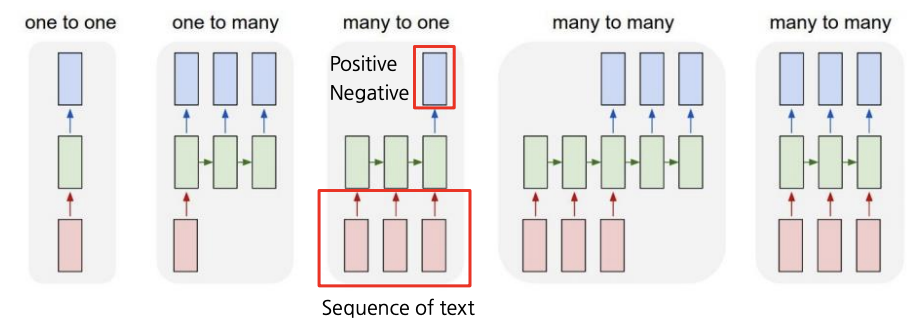 one to one
one to many
many to one
many to many
many to many
Positive
Negative
Sequence of text